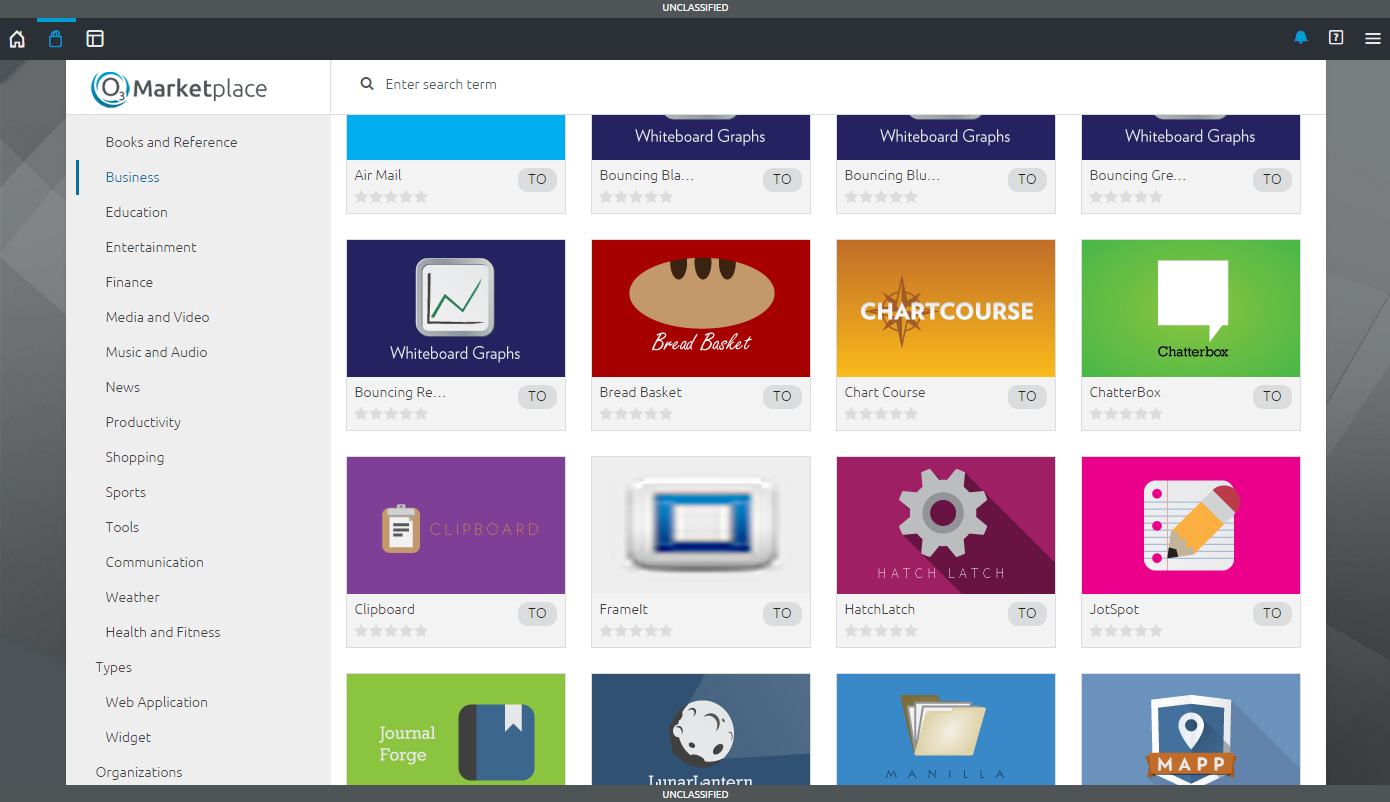 UNCLASSIFIED
?
O3 Marketplace
Enter search term
Books and Reference
Business
Education
Entertainment
Finance
Media and Video
Music and Audio
News
Productivity
Shopping
Sports
Tools
Communication
Weather
Health and Fitness
Types
Web Application
Widget
Organizations
Whiteboard Graphs
Whiteboard Graphs
Whiteboard Graphs
Air Mail
TO
Bouncing Bla...
TO
Bouncing Blu...
TO
Bouncing Gre...
TO
Whiteboard Graphs
Bread Basket
CHARTCOURSE
Chatterbox
Bouncing Re...
TO
Bread Basket
TO
Chart Course
TO
ChatterBox
TO
CLIPBOARD
HATCH LATCH
Clipboard
TO
FrameIt
TO
HatchLatch
TO
JotSpot
TO
Journal
Forge
LunarLantern
MANILLA
MAPP
UNCLASSIFIED